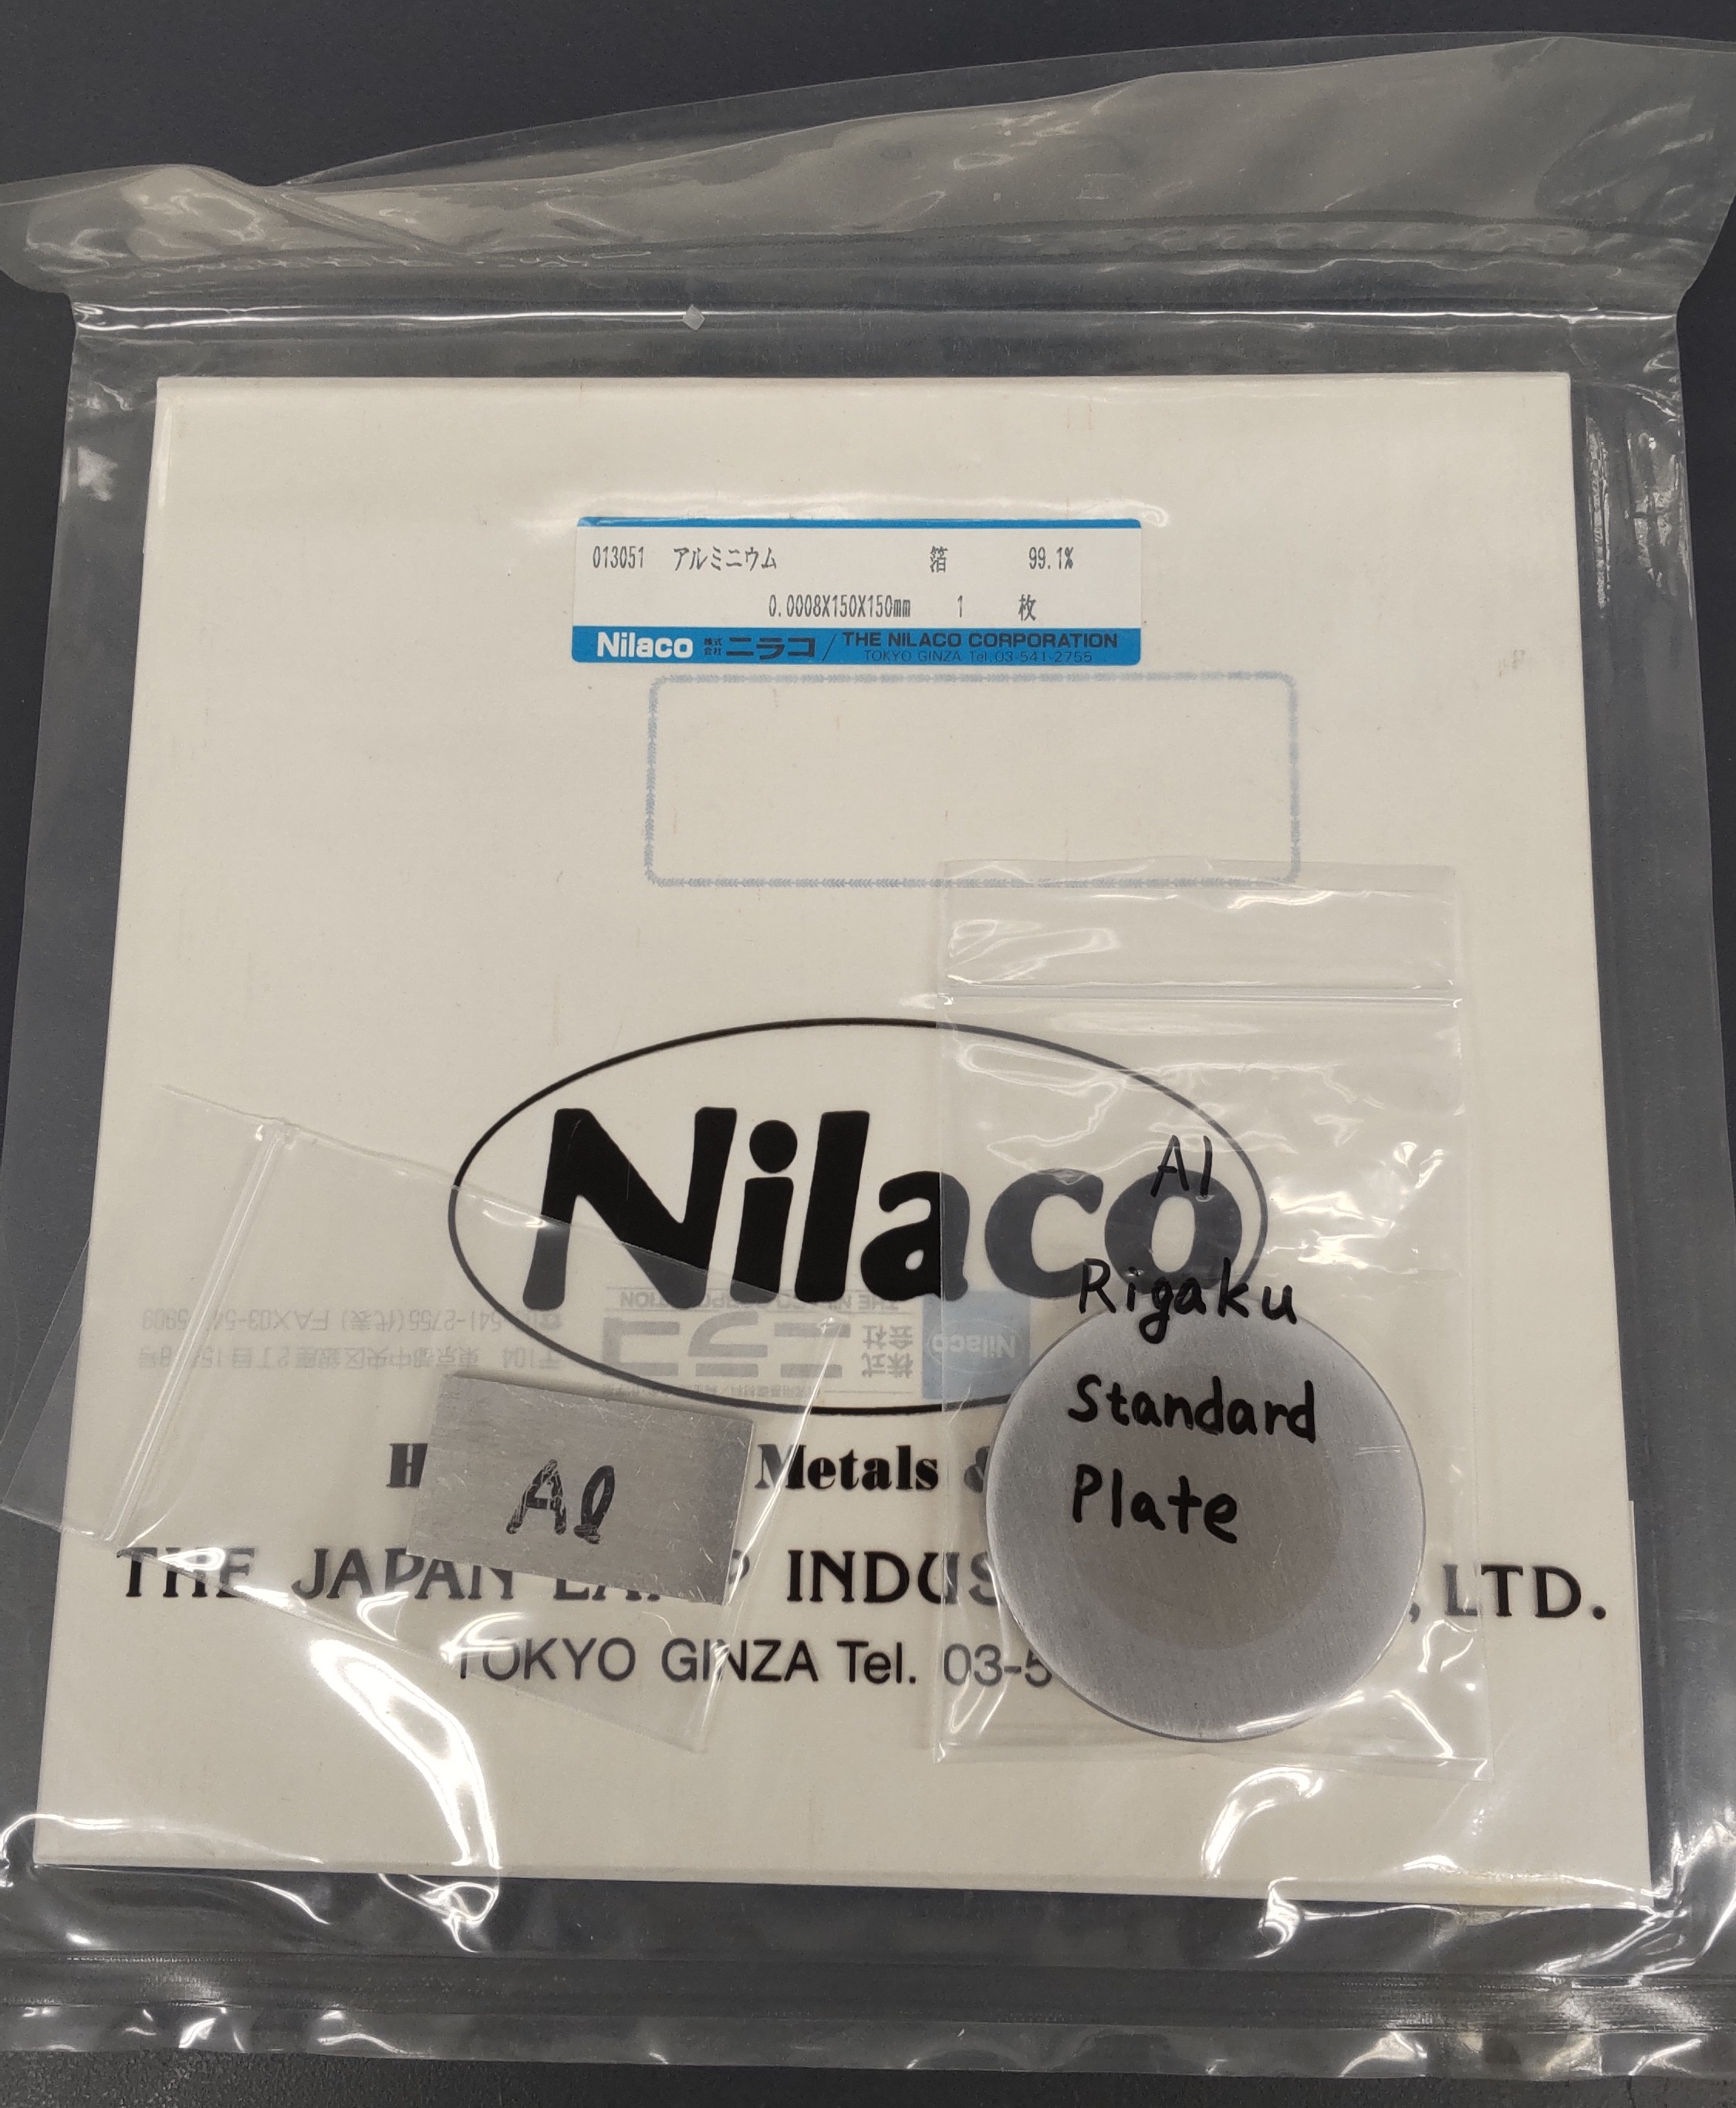 013051 アルミニウム 箔 99.1%
0.0008X150X150mm 1 枚
Nilaco 株式会社 ニラコ / THE NILACO CORPORATION
TOKYO GINZA Tel.03-541-2755
Nilaco
Al
Rigaku
Standard
Plate
Al
Metals &
THE JAPAN INDUS , LTD.
TOKYO GINZA Tel. 03-5